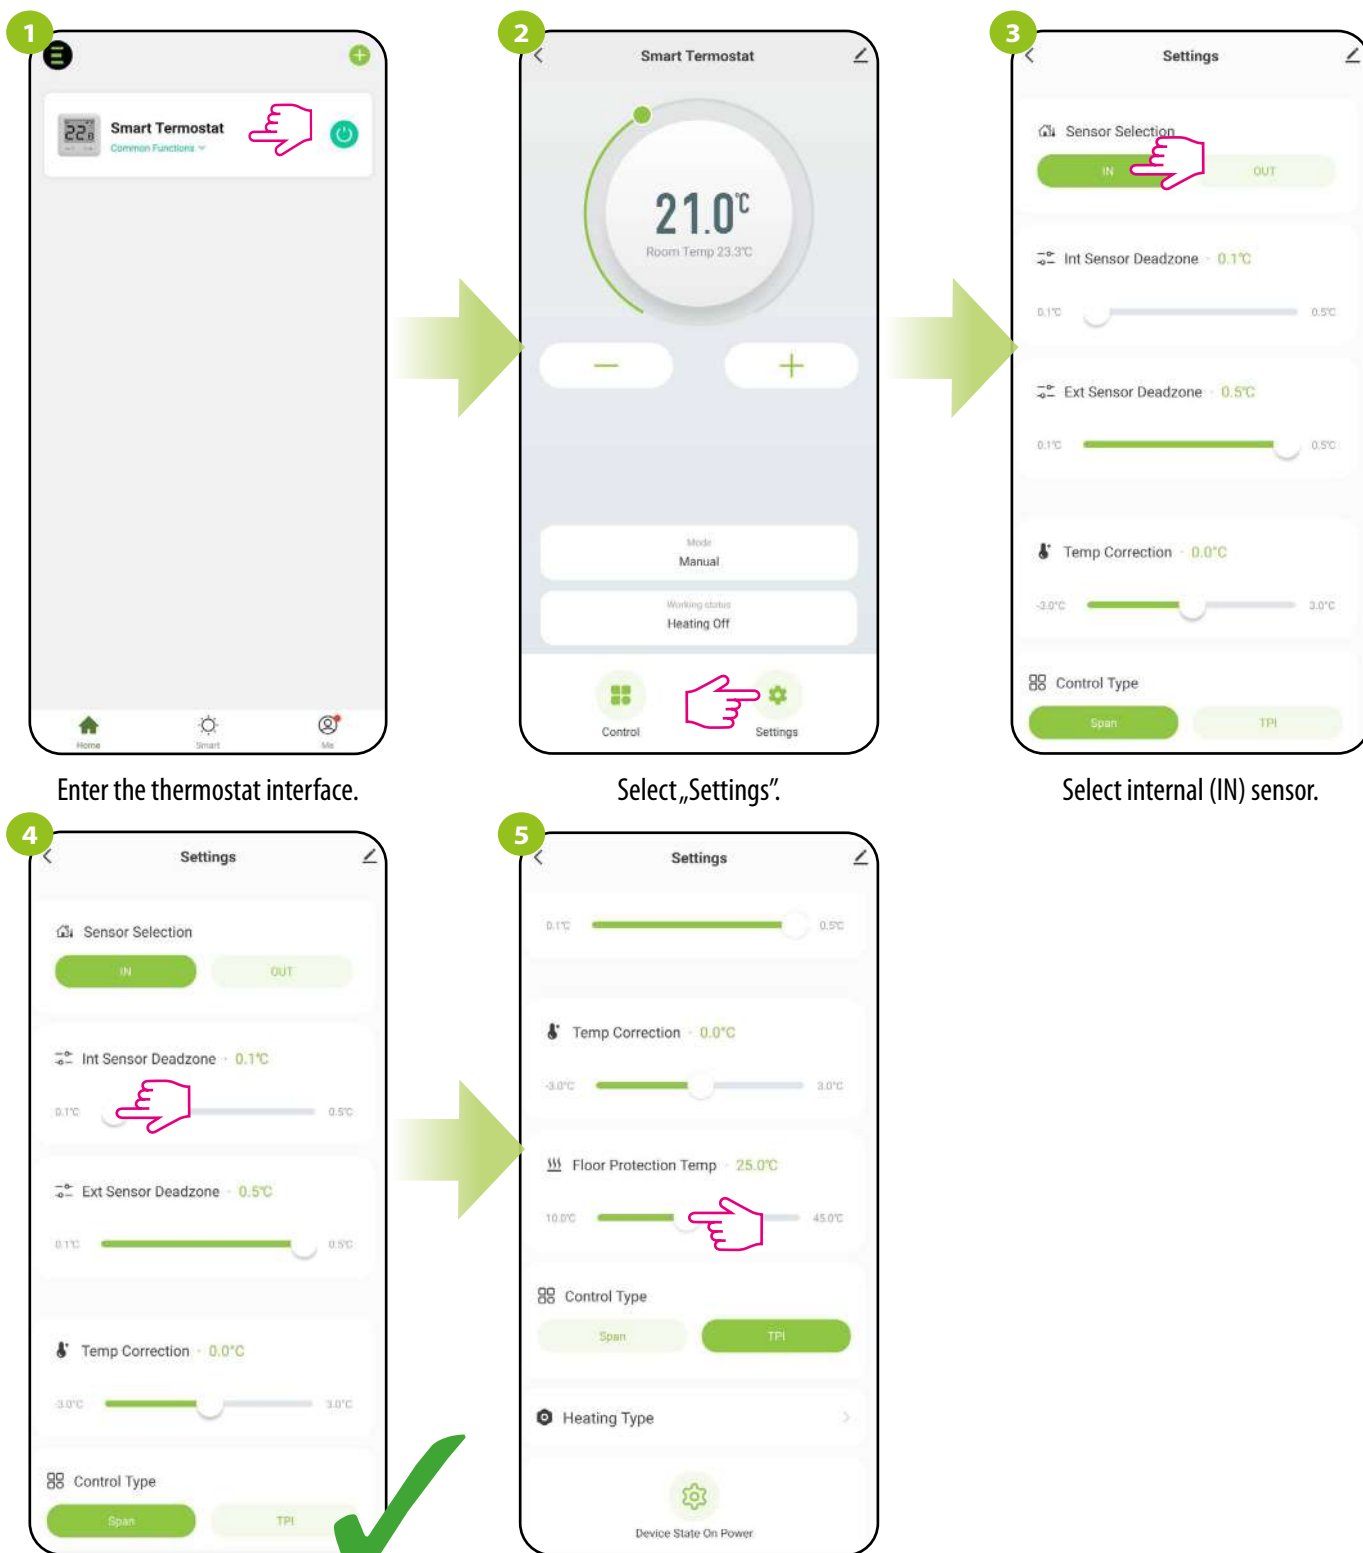 1
Smart Termostat
Common Functions
22.8
Home
Smart
Me
Enter the thermostat interface.
2
Smart Termostat
21.0°C
Room Temp 23.3°C
Mode
Manual
Working status
Heating Off
Control
Settings
Select „Settings”.
3
Settings
Sensor Selection
IN
OUT
Int Sensor Deadzone · 0.1°C
0.1°C
0.5°C
Ext Sensor Deadzone · 0.5°C
0.1°C
0.5°C
Temp Correction · 0.0°C
-3.0°C
3.0°C
Control Type
Span
TPI
Select internal (IN) sensor.
4
Settings
Sensor Selection
IN
OUT
Int Sensor Deadzone · 0.1°C
0.1°C
0.5°C
Ext Sensor Deadzone · 0.5°C
0.1°C
0.5°C
Temp Correction · 0.0°C
-3.0°C
3.0°C
Control Type
Span
TPI
5
Settings
0.1°C
0.5°C
Temp Correction · 0.0°C
-3.0°C
3.0°C
Floor Protection Temp · 25.0°C
10.0°C
45.0°C
Control Type
Span
TPI
Heating Type
Device State On Power